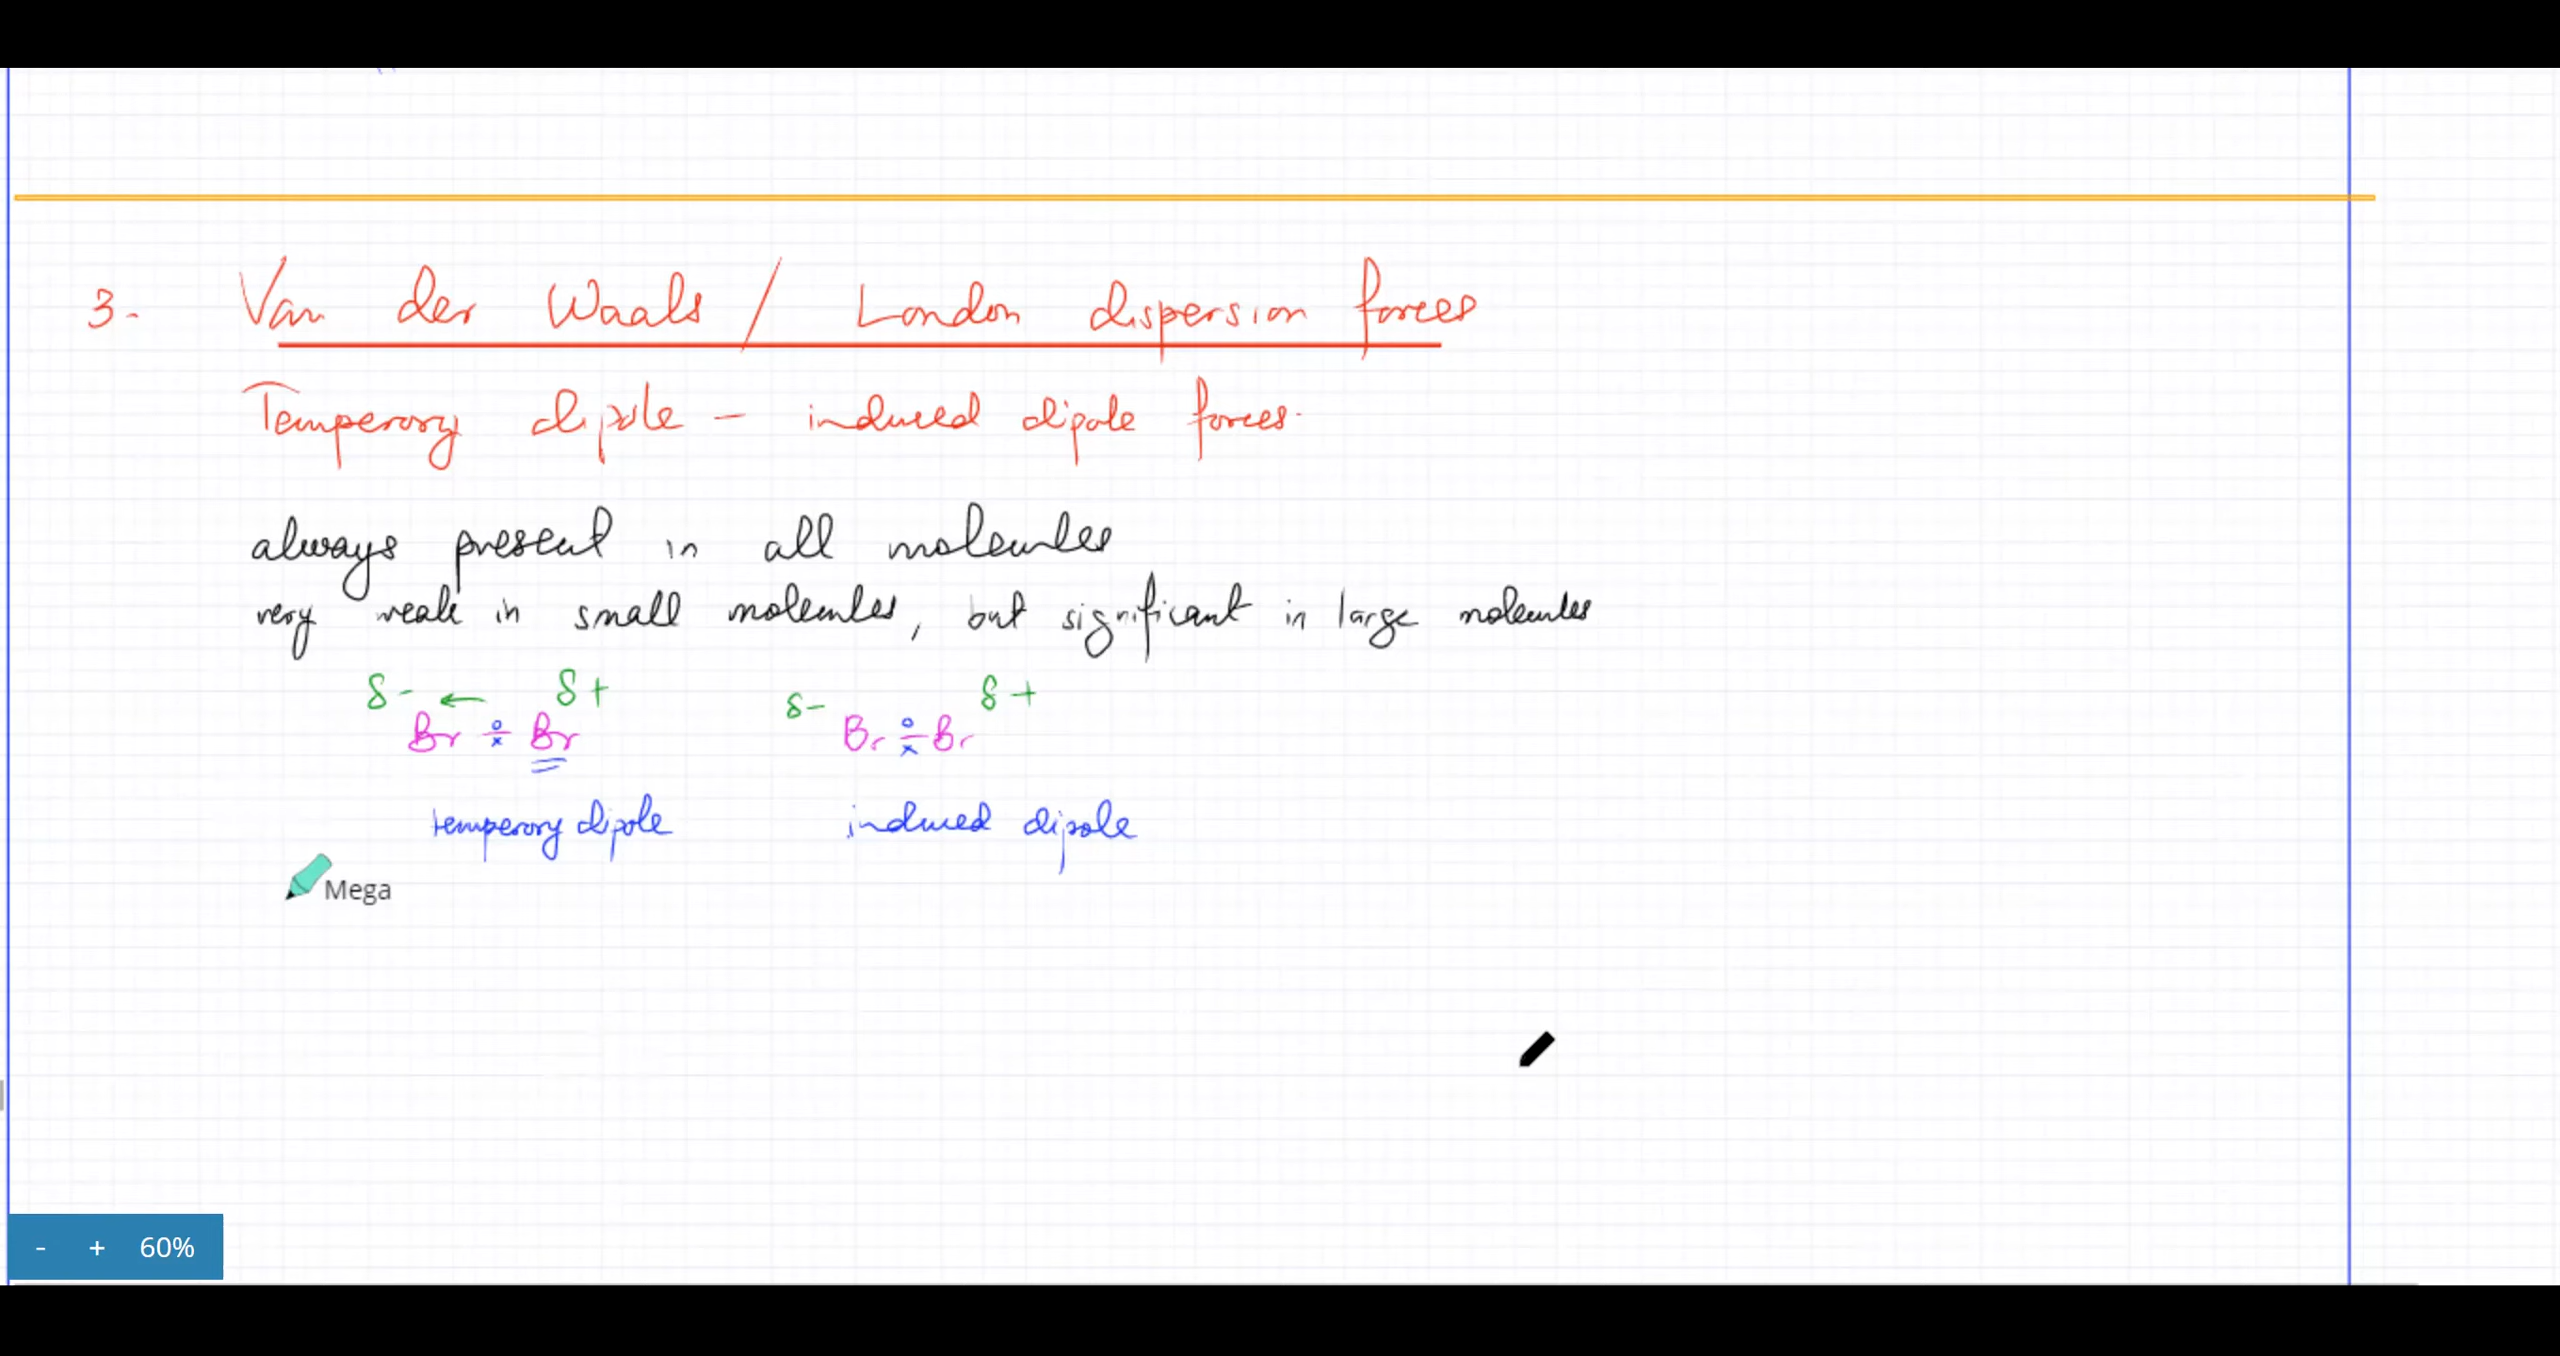 3. Van der Waals / London dispersion forces
Temperory dipole - induced dipole forces.
always present in all molecules
very weak in small molecules, but significant in large molecules
δ- ← δ+ δ- δ+
Br Br Br Br
temperory dipole induced dipole
Mega
- + 60%